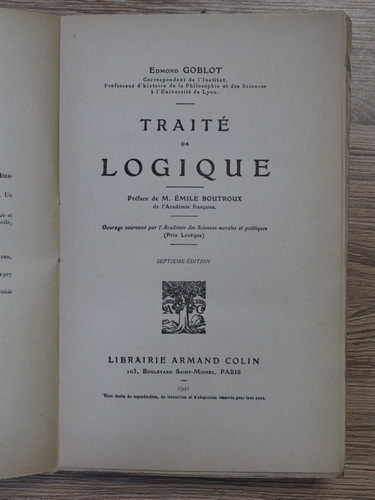 EDMOND GOBLOT
Correspondant de l'Institut.
Professeur d'histoire de la Philosophie et des Sciences
à l'Université de Lyon.
TRAITÉ
DE
LOGIQUE
Préface de M. ÉMILE BOUTROUX
de l'Académie française.
Ouvrage couronné par l'Académie des Sciences morales et politiques
(Prix Lévêque)
SEPTIÈME ÉDITION
LIBRAIRIE ARMAND COLIN
103, BOULEVARD SAINT-MICHEL, PARIS
1941
Tous droits de reproduction, de traduction et d'adaptation réservés pour tous pays.
Un
et
1907